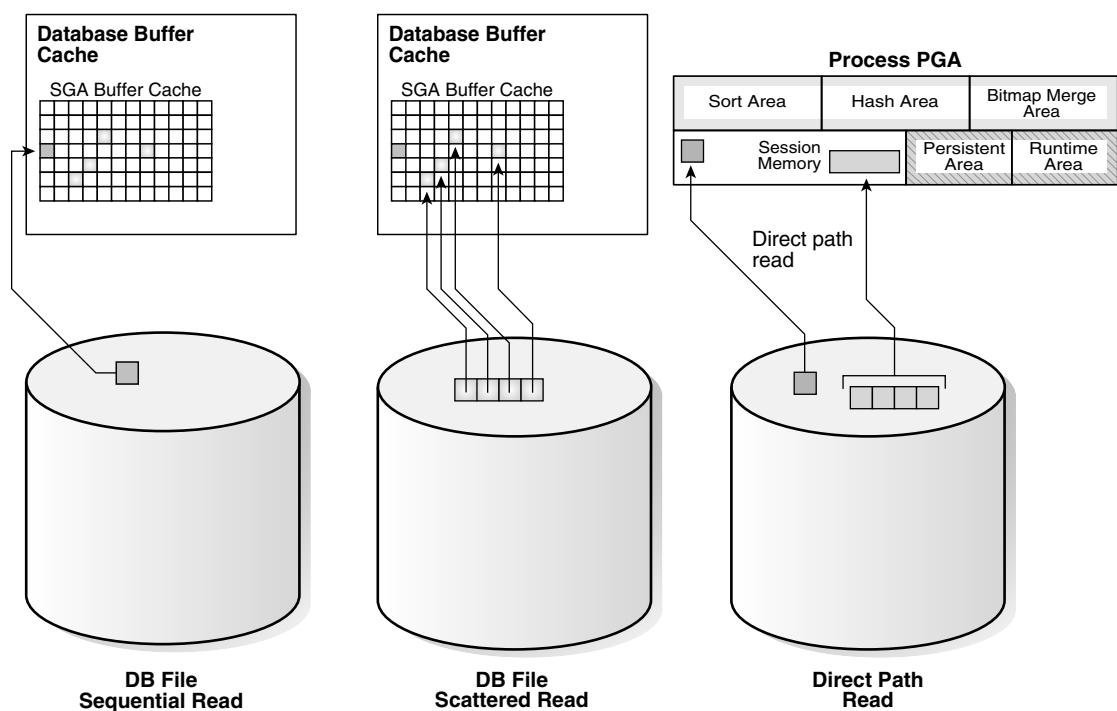 Database Buffer
Cache
SGA Buffer Cache
DB File
Sequential Read
Database Buffer
Cache
SGA Buffer Cache
DB File
Scattered Read
Process PGA
Sort Area
Hash Area
Bitmap Merge
Area
Session
Memory
Persistent
Area
Runtime
Area
Direct path
read
Direct Path
Read